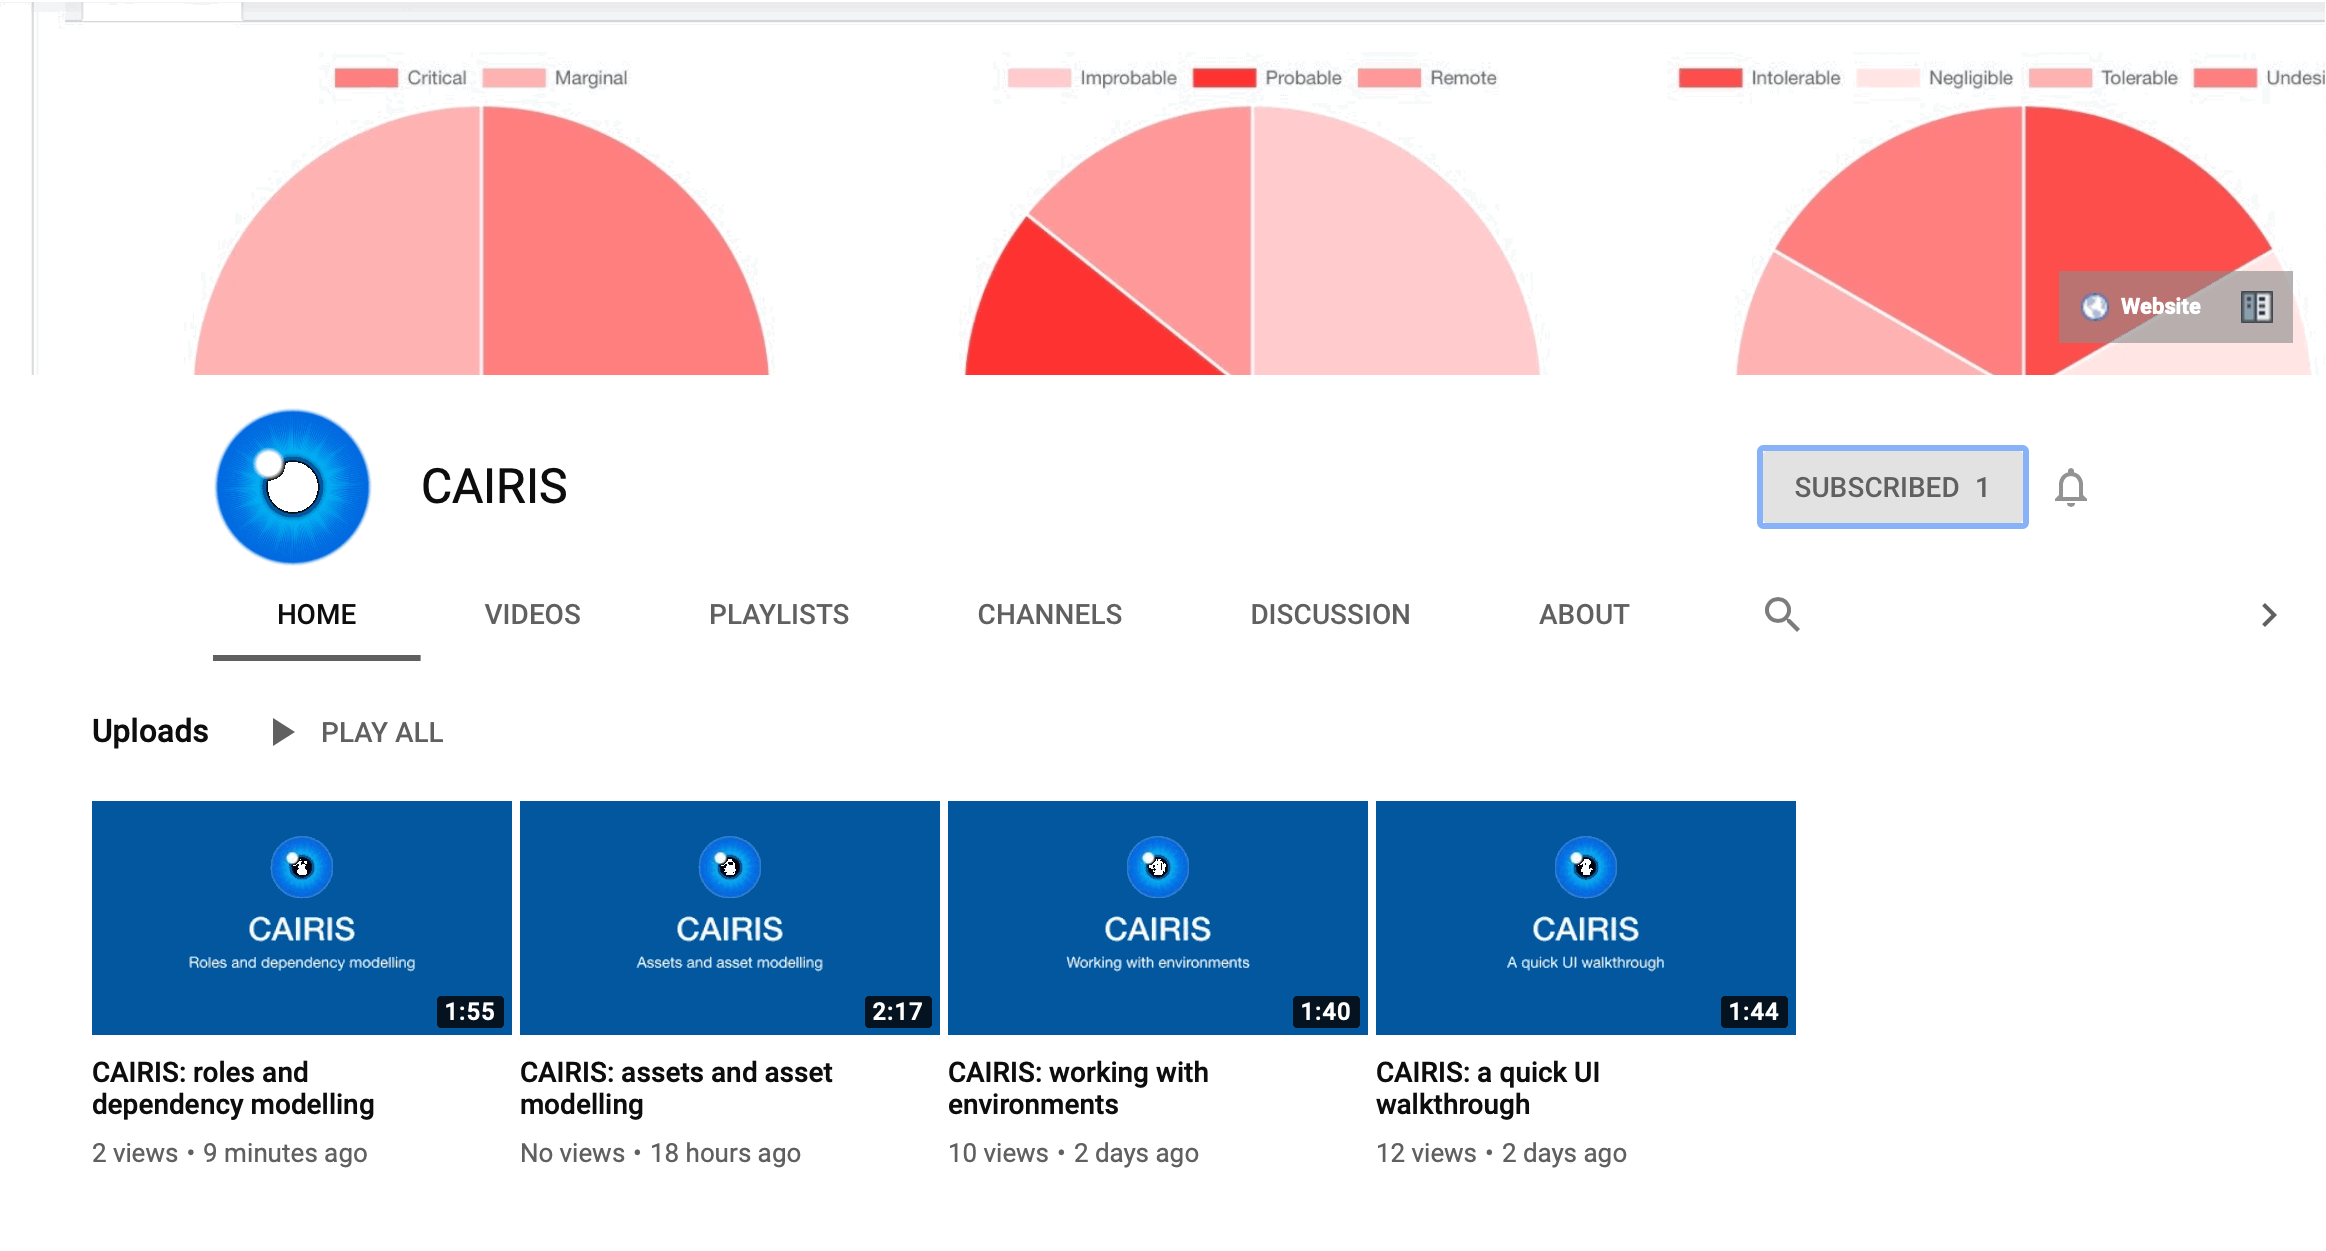 Critical Marginal
Improbable Probable Remote
Intolerable Negligible Tolerable Undesi
Website
CAIRIS
SUBSCRIBED 1
HOME VIDEOS PLAYLISTS CHANNELS DISCUSSION ABOUT
Uploads PLAY ALL
CAIRIS
Roles and dependency modelling
1:55
CAIRIS: roles and
dependency modelling
2 views • 9 minutes ago
CAIRIS
Assets and asset modelling
2:17
CAIRIS: assets and asset
modelling
No views • 18 hours ago
CAIRIS
Working with environments
1:40
CAIRIS: working with
environments
10 views • 2 days ago
CAIRIS
A quick UI walkthrough
1:44
CAIRIS: a quick UI
walkthrough
12 views • 2 days ago